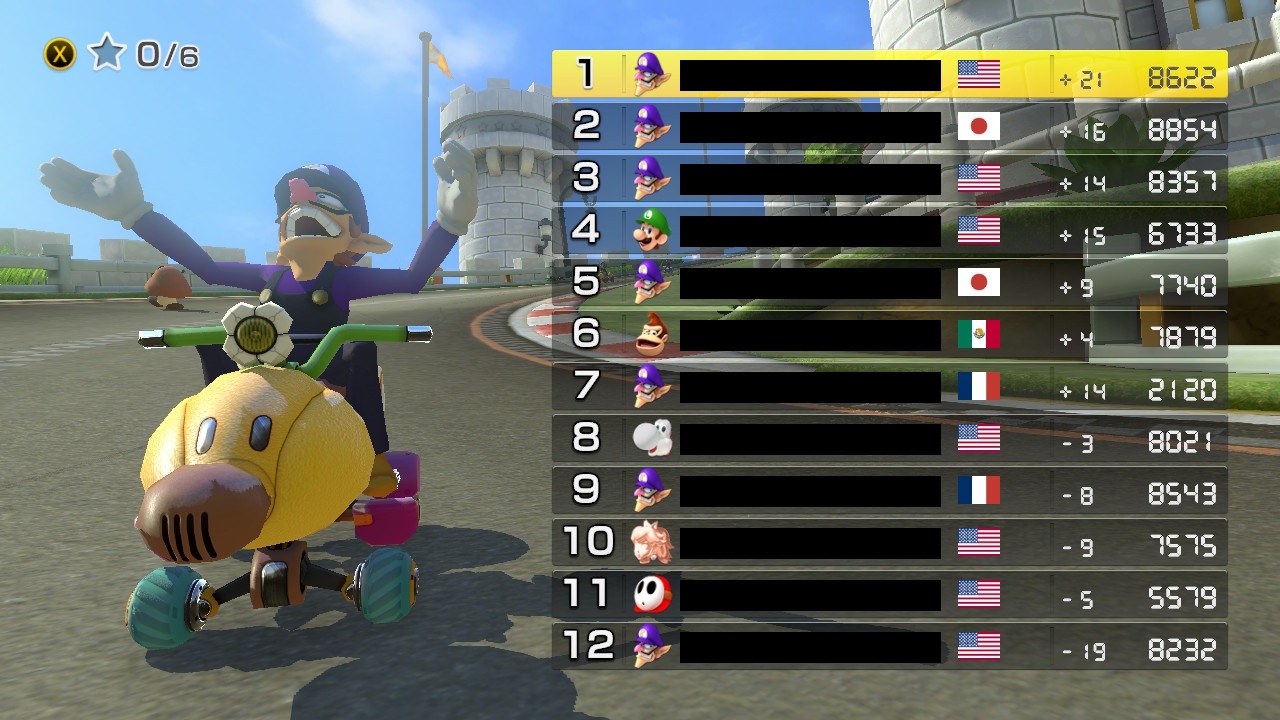 X 0/6
1 + 21 8622
2 + 16 8854
3 + 14 8357
4 + 15 6733
5 + 9 7740
6 + 4 7879
7 + 14 2120
8 - 3 8021
9 - 8 8543
10 - 9 7575
11 - 5 5579
12 - 19 8232